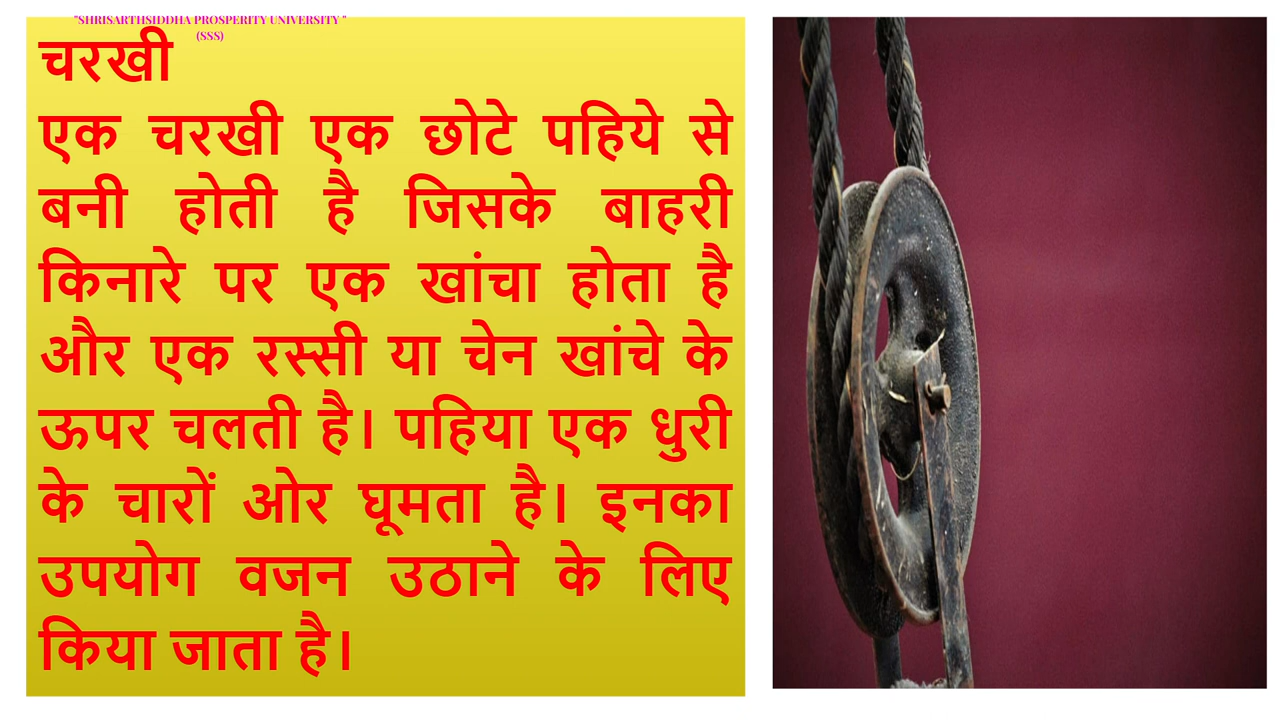 "SHRISARTHSIDDHA PROSPERITY UNIVERSITY "
(SSS)
चरखी
एक चरखी एक छोटे पहिये से
बनी होती है जिसके बाहरी
किनारे पर एक खांचा होता है
और एक रस्सी या चेन खांचे के
ऊपर चलती है। पहिया एक धुरी
के चारों ओर घूमता है। इनका
उपयोग वजन उठाने के लिए
किया जाता है।